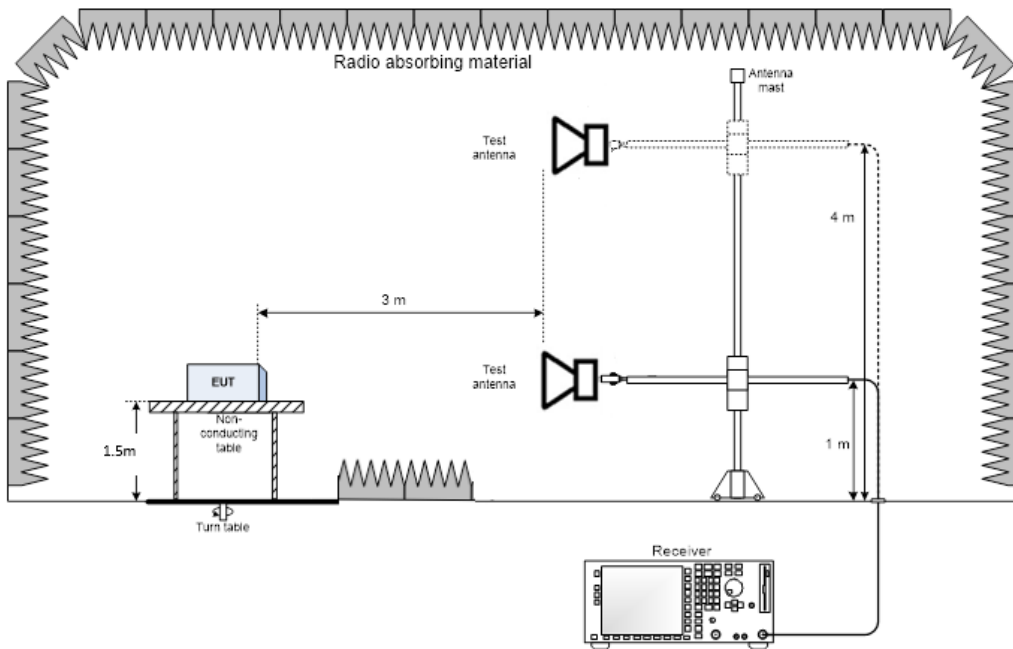 Radio absorbing material
Antenna
mast
Test
antenna
4 m
3 m
Test
antenna
EUT
Non-
conducting
table
1.5m
1 m
Turn table
Receiver